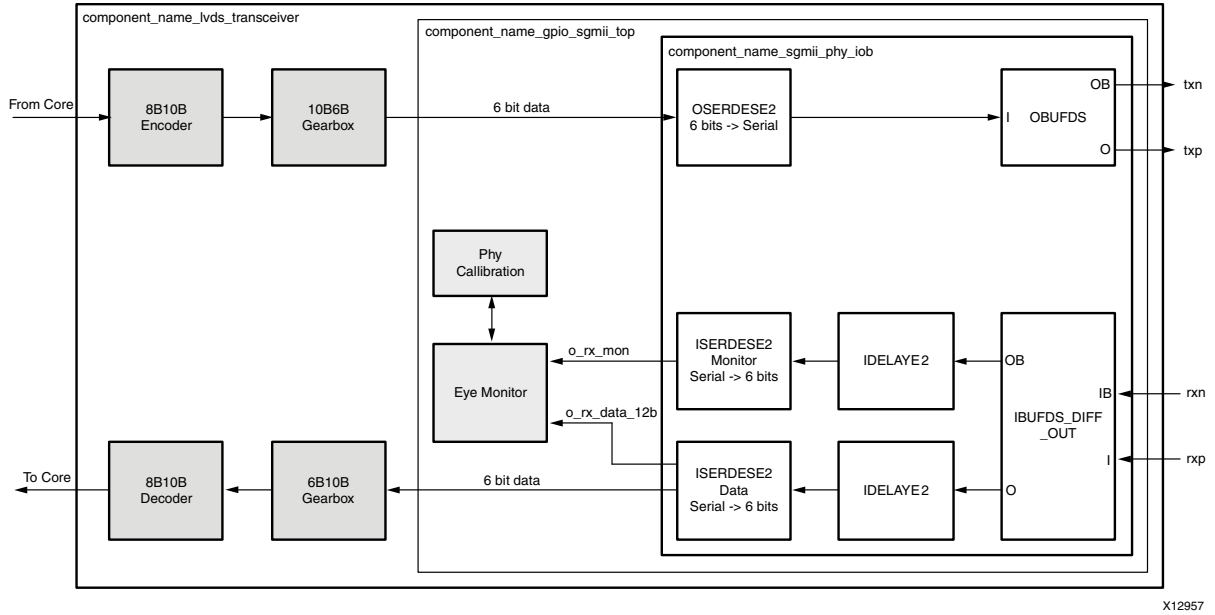 component_name_lvds_transceiver
component_name_gpio_sgmii_top
component_name_sgmii_phy_iob
From Core
8B10B
Encoder
10B6B
Gearbox
6 bit data
OSERDESE2
6 bits -> Serial
I
OBUFDS
OB
O
txn
txp
Phy
Callibration
Eye Monitor
o_rx_mon
o_rx_data_12b
ISERDESE2
Monitor
Serial -> 6 bits
IDELAYE2
OB
IB
IBUFDS_DIFF
_OUT
I
O
rxn
rxp
To Core
8B10B
Decoder
6B10B
Gearbox
6 bit data
ISERDESE2
Data
Serial -> 6 bits
IDELAYE2
X12957